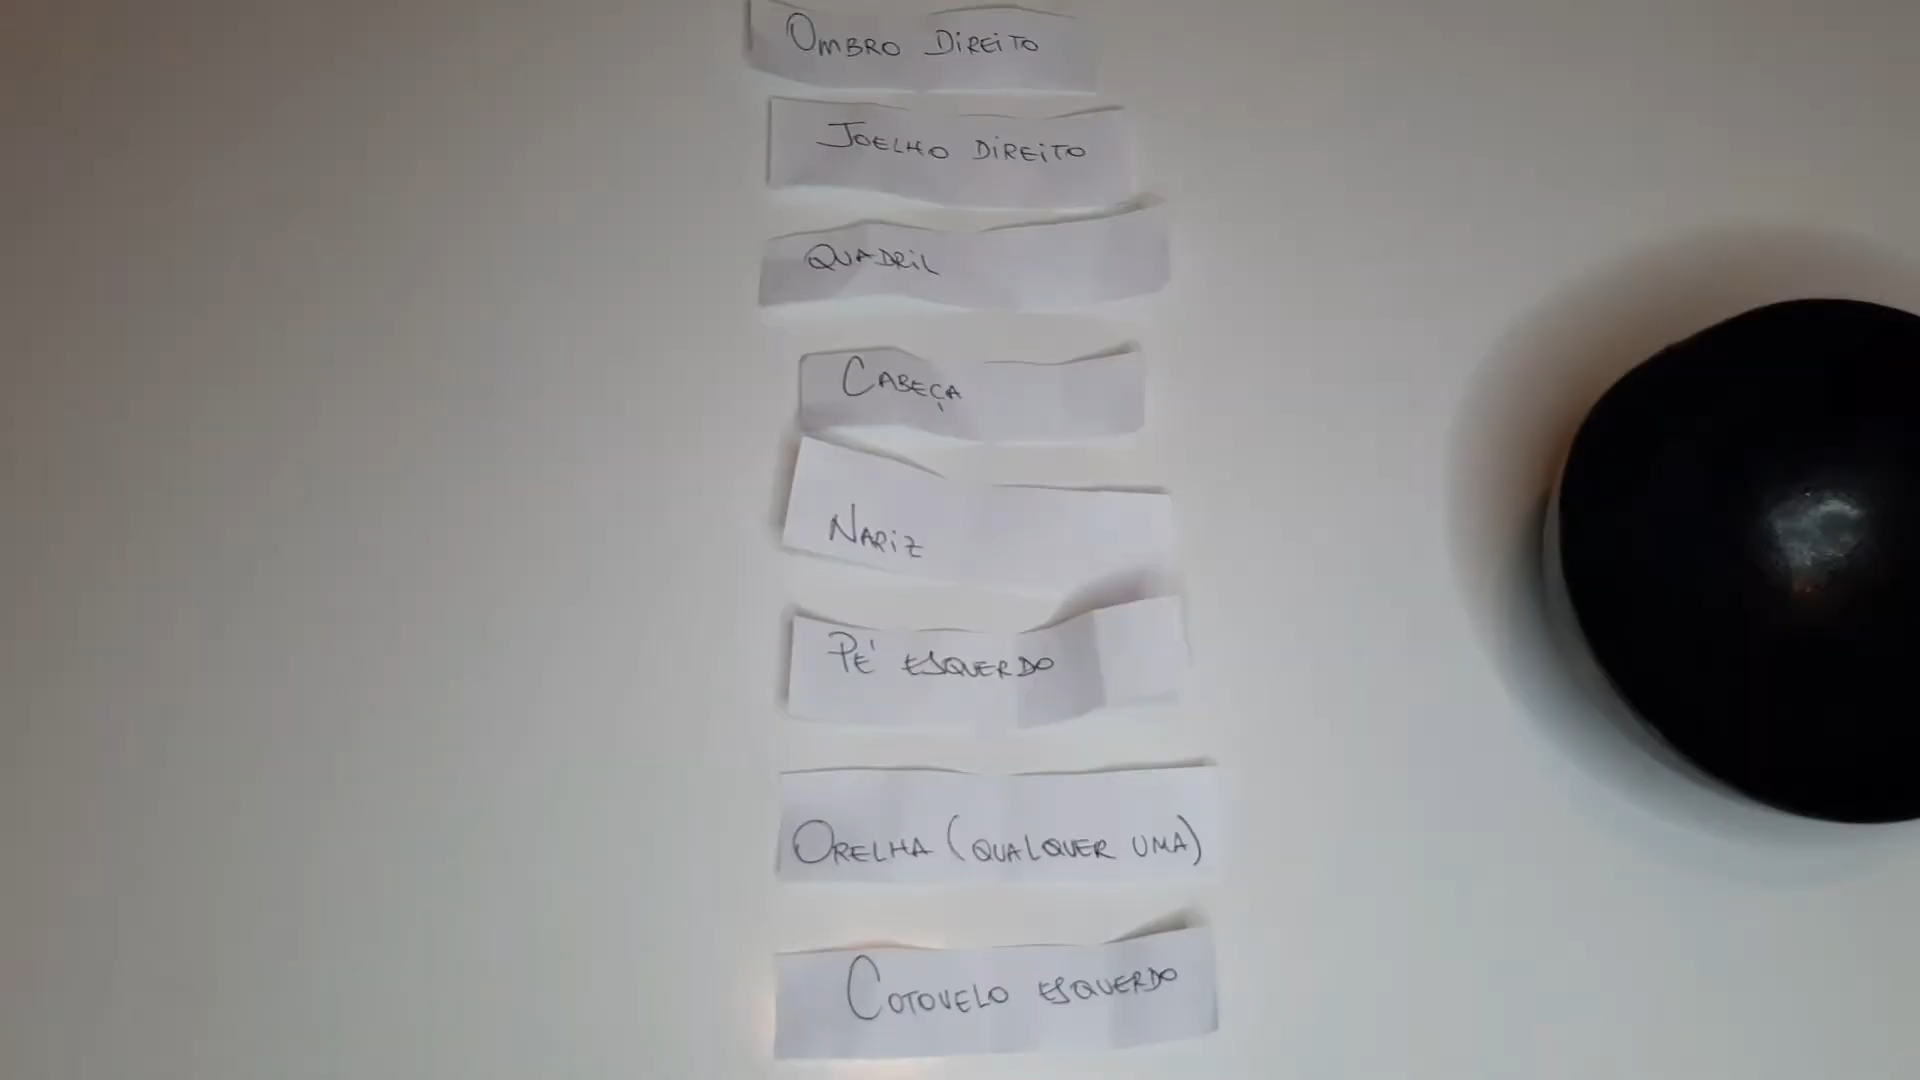 OMBRO DIREITO
JOELHO DIREITO
QUADRIL
CABEÇA
NARIZ
PÉ ESQUERDO
ORELHA (QUALQUER UMA)
COTOVELO ESQUERDO